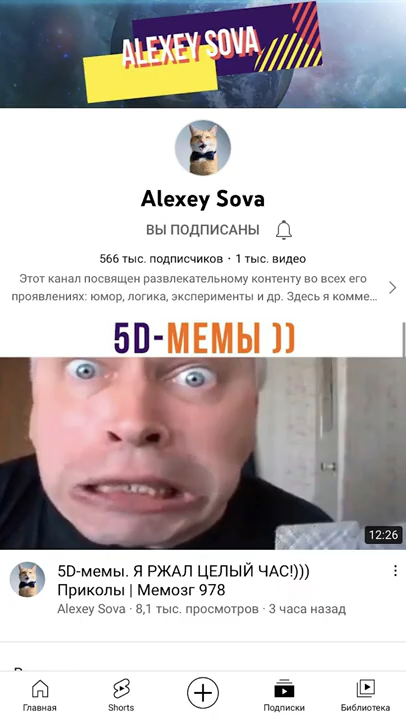 ALEXEY SOVA
Alexey Sova
ВЫ ПОДПИСАНЫ
566 тыс. подписчиков · 1 тыс. видео
Этот канал посвящен развлекательному контенту во всех его
проявлениях: юмор, логика, эксперименты и др. Здесь я комме...
5D-МЕМЫ ))
12:26
5D-мемы. Я РЖАЛ ЦЕЛЫЙ ЧАС!)))
Приколы | Мемозг 978
Alexey Sova · 8,1 тыс. просмотров · 3 часа назад
Главная
Shorts
Подписки
Библиотека